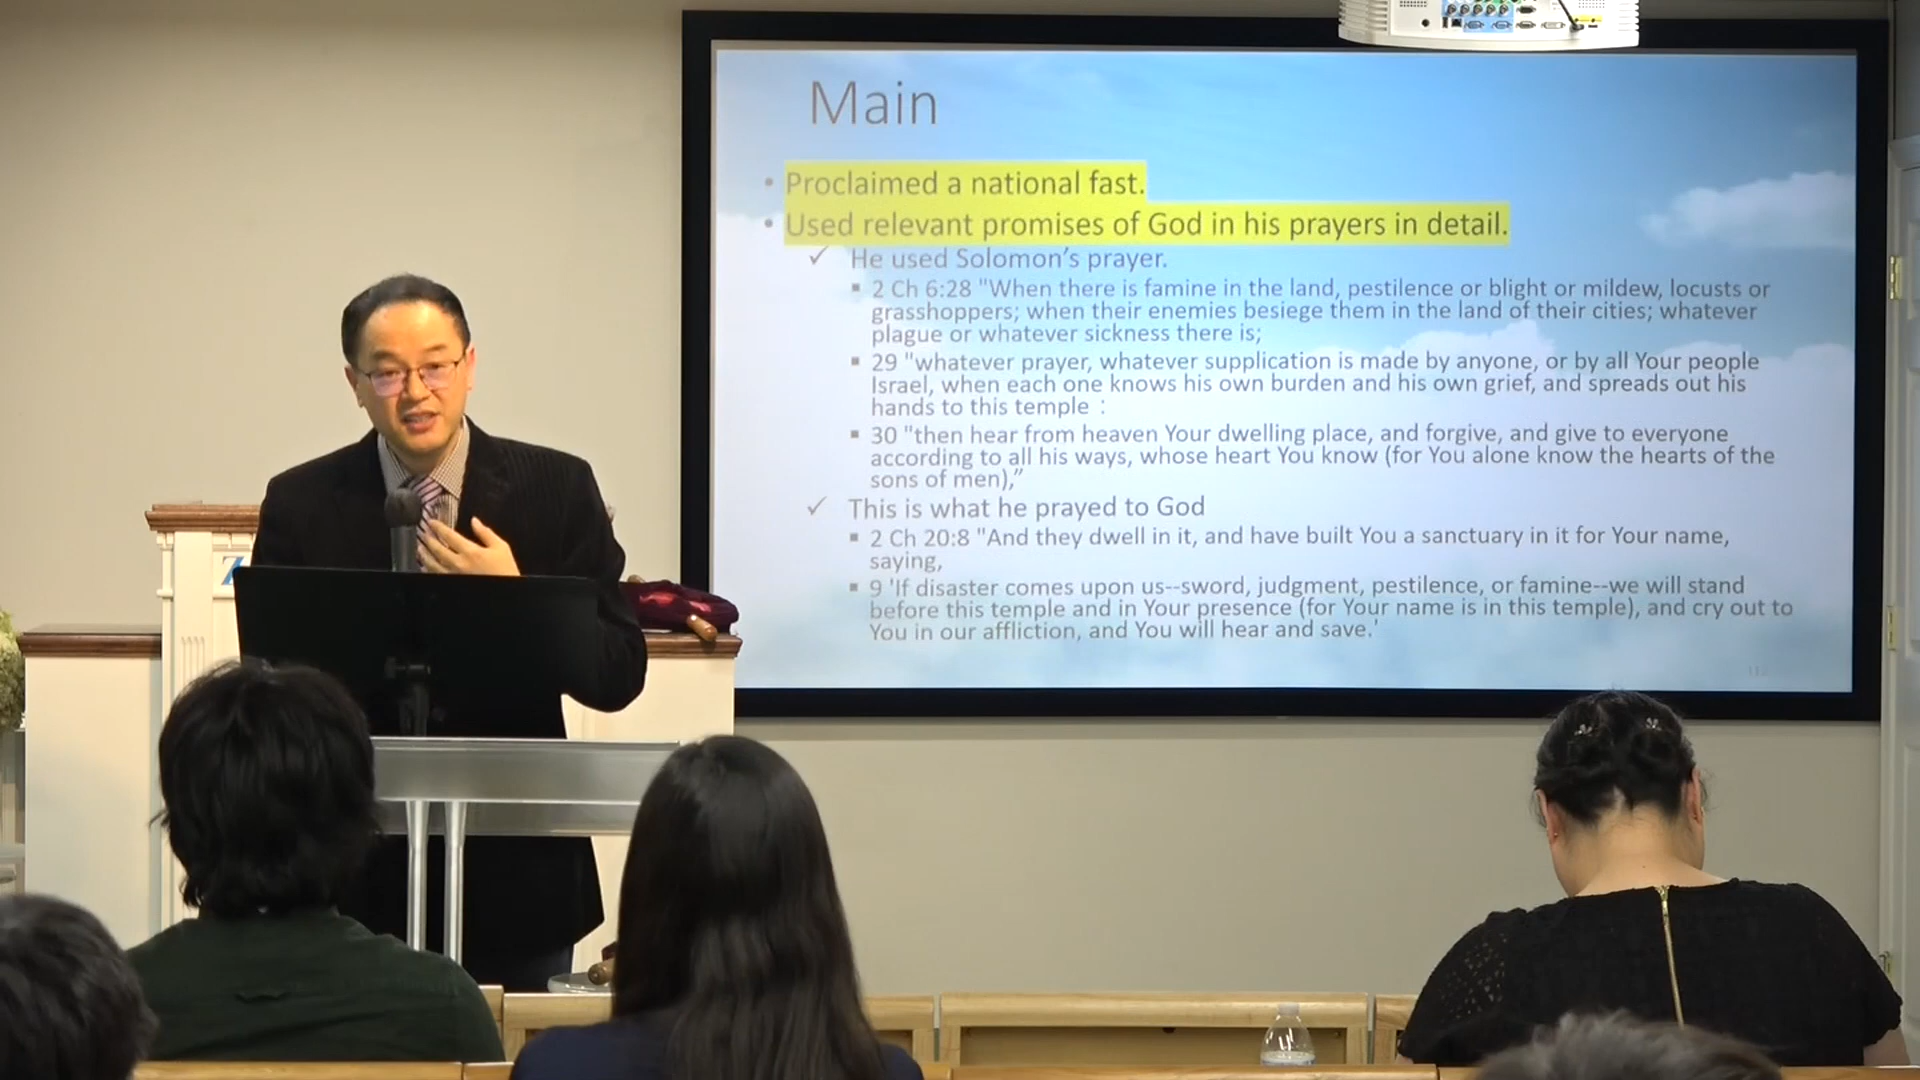 Main
• Proclaimed a national fast.
• Used relevant promises of God in his prayers in detail.
✓ He used Solomon's prayer.
▪ 2 Ch 6:28 "When there is famine in the land, pestilence or blight or mildew, locusts or
grasshoppers; when their enemies besiege them in the land of their cities; whatever
plague or whatever sickness there is;
▪ 29 "whatever prayer, whatever supplication is made by anyone, or by all Your people
Israel, when each one knows his own burden and his own grief, and spreads out his
hands to this temple :
▪ 30 "then hear from heaven Your dwelling place, and forgive, and give to everyone
according to all his ways, whose heart You know (for You alone know the hearts of the
sons of men),"
✓ This is what he prayed to God
▪ 2 Ch 20:8 "And they dwell in it, and have built You a sanctuary in it for Your name,
saying,
▪ 9 'If disaster comes upon us--sword, judgment, pestilence, or famine--we will stand
before this temple and in Your presence (for Your name is in this temple), and cry out to
You in our affliction, and You will hear and save.'